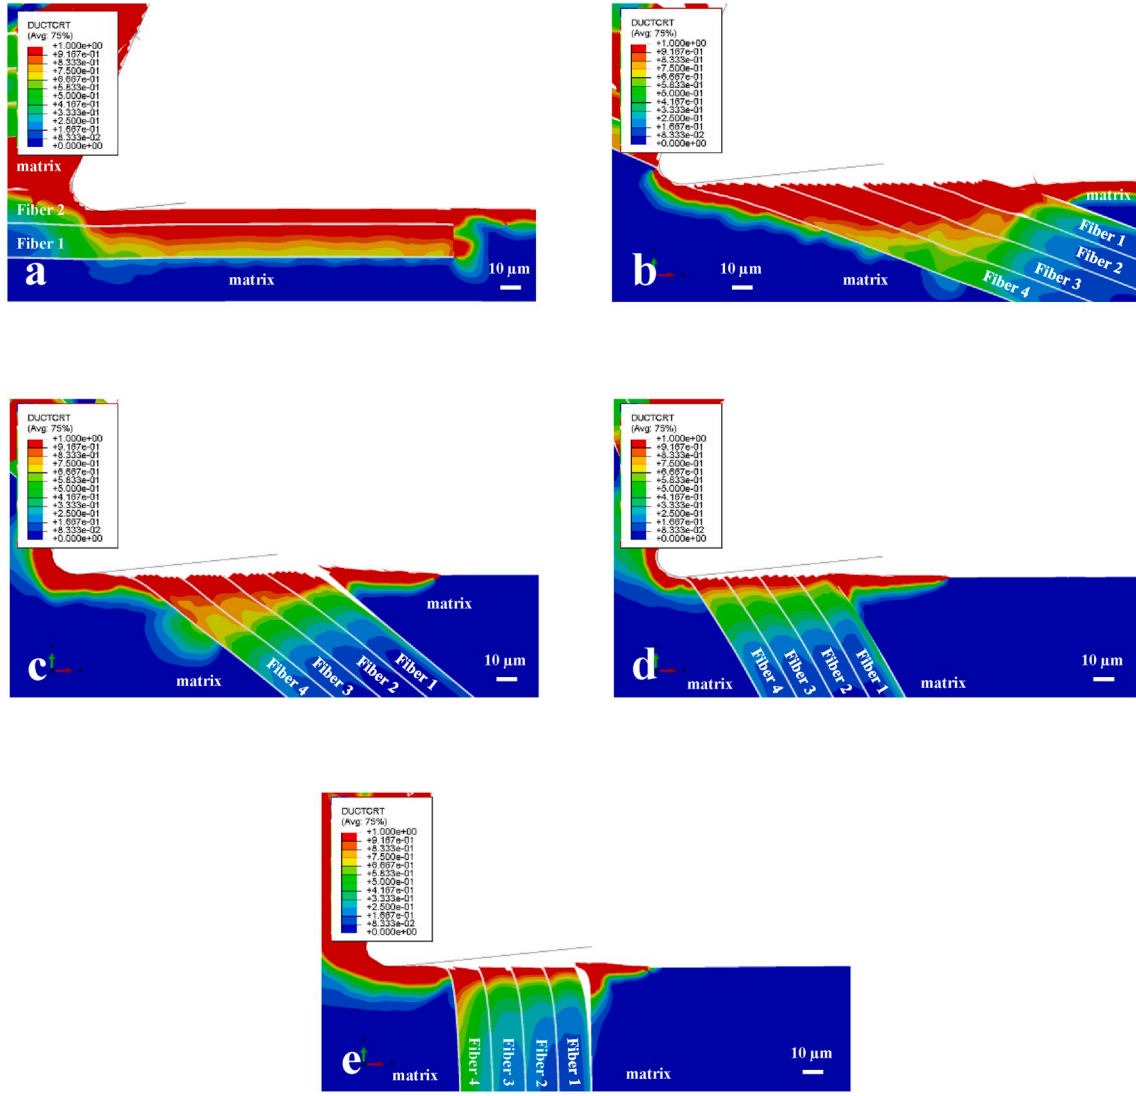 DUCTCRT
(Avg: 75%)
+1.000e+00
+9.167e-01
+8.333e-01
+7.500e-01
+6.667e-01
+5.833e-01
+5.000e-01
+4.167e-01
+3.333e-01
+2.500e-01
+1.667e-01
+8.333e-02
+0.000e+00
matrix
Fiber 2
Fiber 1
a
matrix
10 µm
DUCTCRT
(Avg: 75%)
+1.000e+00
+9.167e-01
+8.333e-01
+7.500e-01
+6.667e-01
+5.833e-01
+5.000e-01
+4.167e-01
+3.333e-01
+2.500e-01
+1.667e-01
+8.333e-02
+0.000e+00
matrix
Fiber 1
Fiber 2
Fiber 3
Fiber 4
b
matrix
10 µm
DUCTCRT
(Avg: 75%)
+1.000e+00
+9.167e-01
+8.333e-01
+7.500e-01
+6.667e-01
+5.833e-01
+5.000e-01
+4.167e-01
+3.333e-01
+2.500e-01
+1.667e-01
+8.333e-02
+0.000e+00
matrix
c
10 µm
matrix
Fiber 4
Fiber 3
Fiber 2
Fiber 1
DUCTCRT
(Avg: 75%)
+1.000e+00
+9.167e-01
+8.333e-01
+7.500e-01
+6.667e-01
+5.833e-01
+5.000e-01
+4.167e-01
+3.333e-01
+2.500e-01
+1.667e-01
+8.333e-02
+0.000e+00
d
10 µm
matrix
Fiber 4
Fiber 3
Fiber 2
Fiber 1
matrix
DUCTCRT
(Avg: 75%)
+1.000e+00
+9.167e-01
+8.333e-01
+7.500e-01
+6.667e-01
+5.833e-01
+5.000e-01
+4.167e-01
+3.333e-01
+2.500e-01
+1.667e-01
+8.333e-02
+0.000e+00
e
10 µm
matrix
Fiber 4
Fiber 3
Fiber 2
Fiber 1
matrix